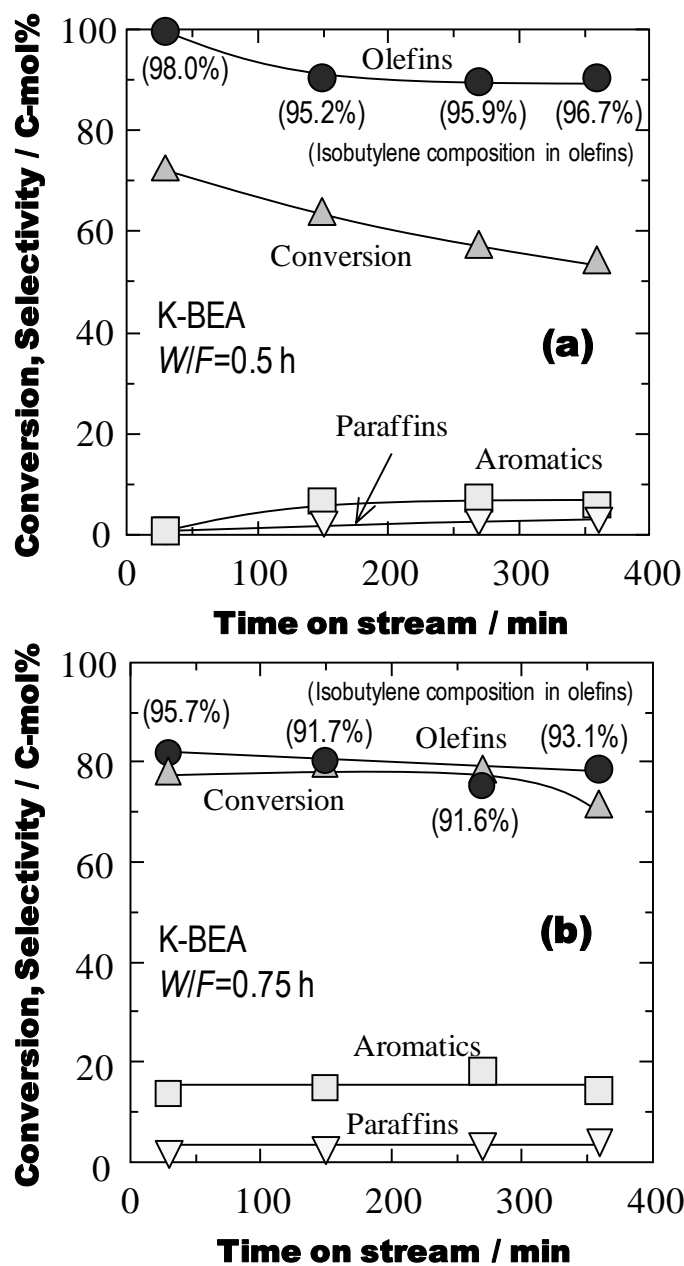 100
80
60
40
20
0
Conversion, Selectivity / C-mol%
Olefins
(98.0%)
(95.2%) (95.9%) (96.7%)
(Isobutylene composition in olefins)
Conversion
K-BEA
W/F=0.5 h
(a)
Paraffins
Aromatics
0 100 200 300 400
Time on stream / min
100
80
60
40
20
0
Conversion, Selectivity / C-mol%
(Isobutylene composition in olefins)
(95.7%) (91.7%) (93.1%)
Olefins
Conversion
(91.6%)
K-BEA
W/F=0.75 h
(b)
Aromatics
Paraffins
0 100 200 300 400
Time on stream / min